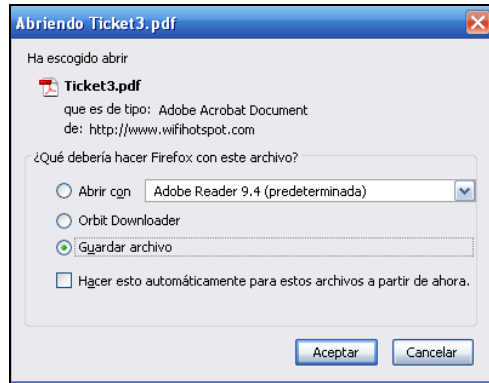 Abriendo Ticket3.pdf
Ha escogido abrir
Ticket3.pdf
que es de tipo: Adobe Acrobat Document
de: http://www.wifihotspot.com
¿Qué debería hacer Firefox con este archivo?
Abrir con Adobe Reader 9.4 (predeterminada)
Orbit Downloader
Guardar archivo
Hacer esto automáticamente para estos archivos a partir de ahora.
Aceptar Cancelar